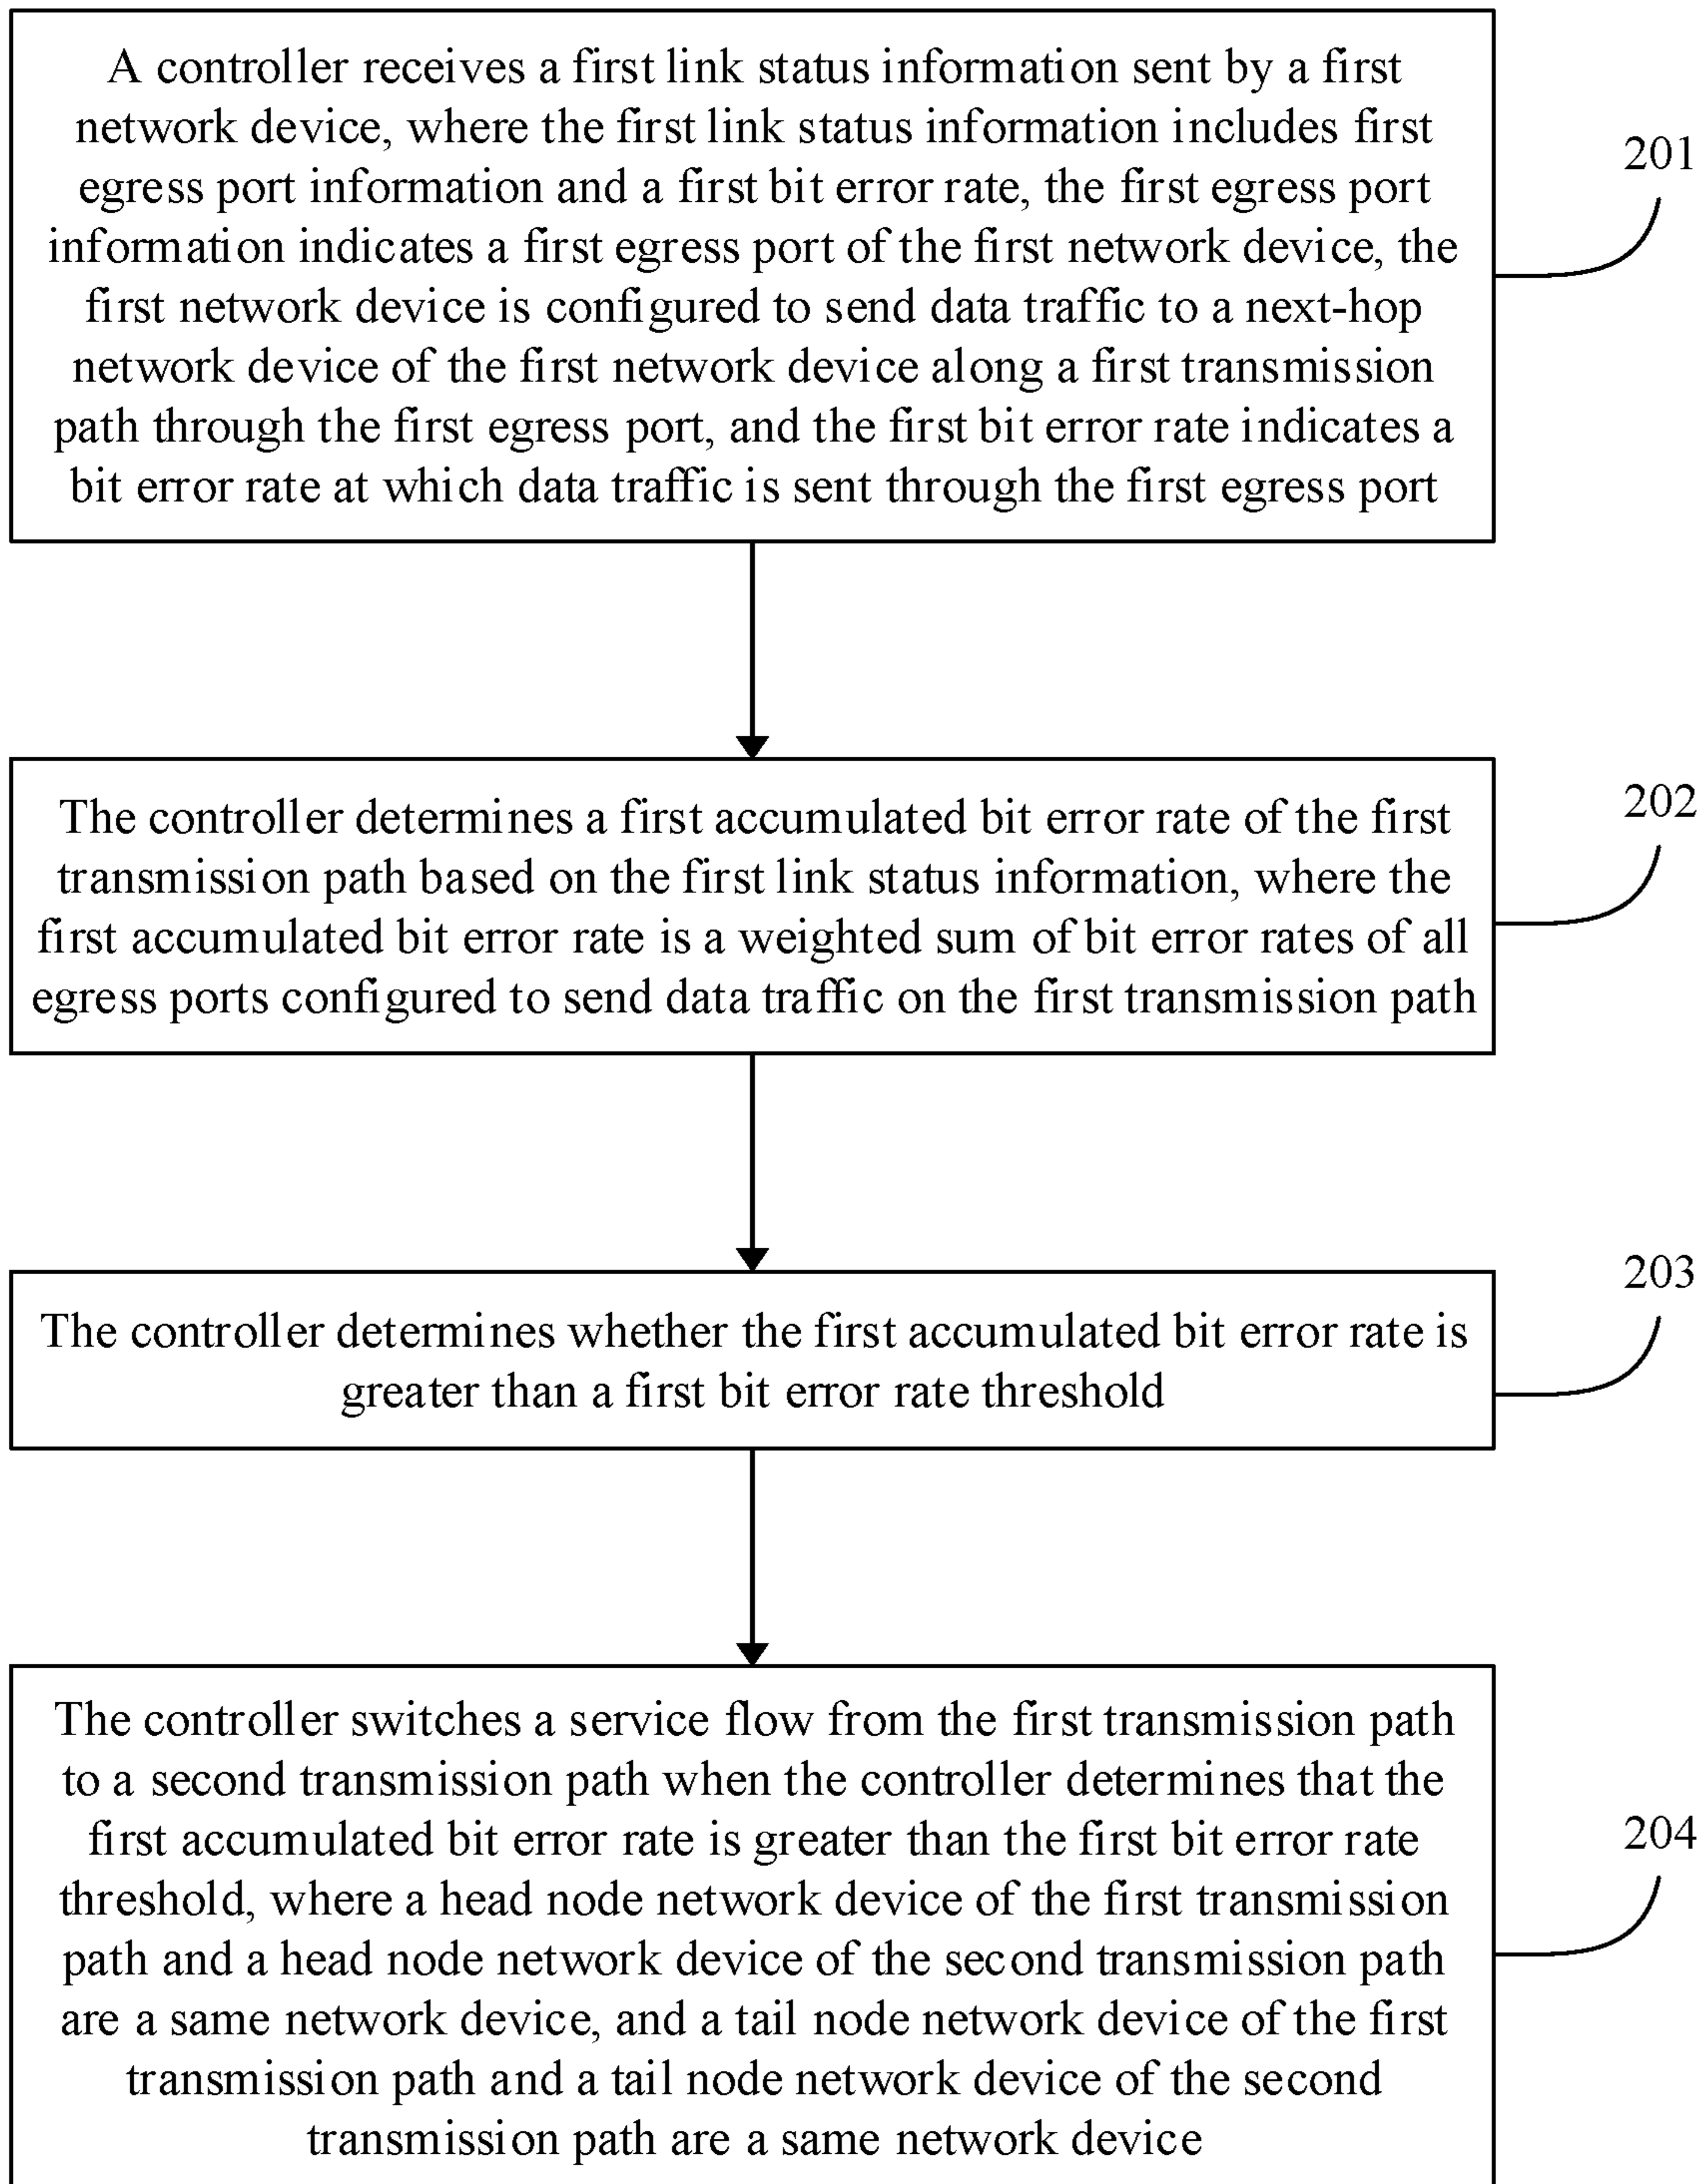 A controller receives a first link status information sent by a first
network device, where the first link status information includes first
egress port information and a first bit error rate, the first egress port
information indicates a first egress port of the first network device, the
first network device is configured to send data traffic to a next-hop
network device of the first network device along a first transmission
path through the first egress port, and the first bit error rate indicates a
bit error rate at which data traffic is sent through the first egress port
201
The controller determines a first accumulated bit error rate of the first
transmission path based on the first link status information, where the
first accumulated bit error rate is a weighted sum of bit error rates of all
egress ports configured to send data traffic on the first transmission path
202
The controller determines whether the first accumulated bit error rate is
greater than a first bit error rate threshold
203
The controller switches a service flow from the first transmission path
to a second transmission path when the controller determines that the
first accumulated bit error rate is greater than the first bit error rate
threshold, where a head node network device of the first transmission
path and a head node network device of the second transmission path
are a same network device, and a tail node network device of the first
transmission path and a tail node network device of the second
transmission path are a same network device
204